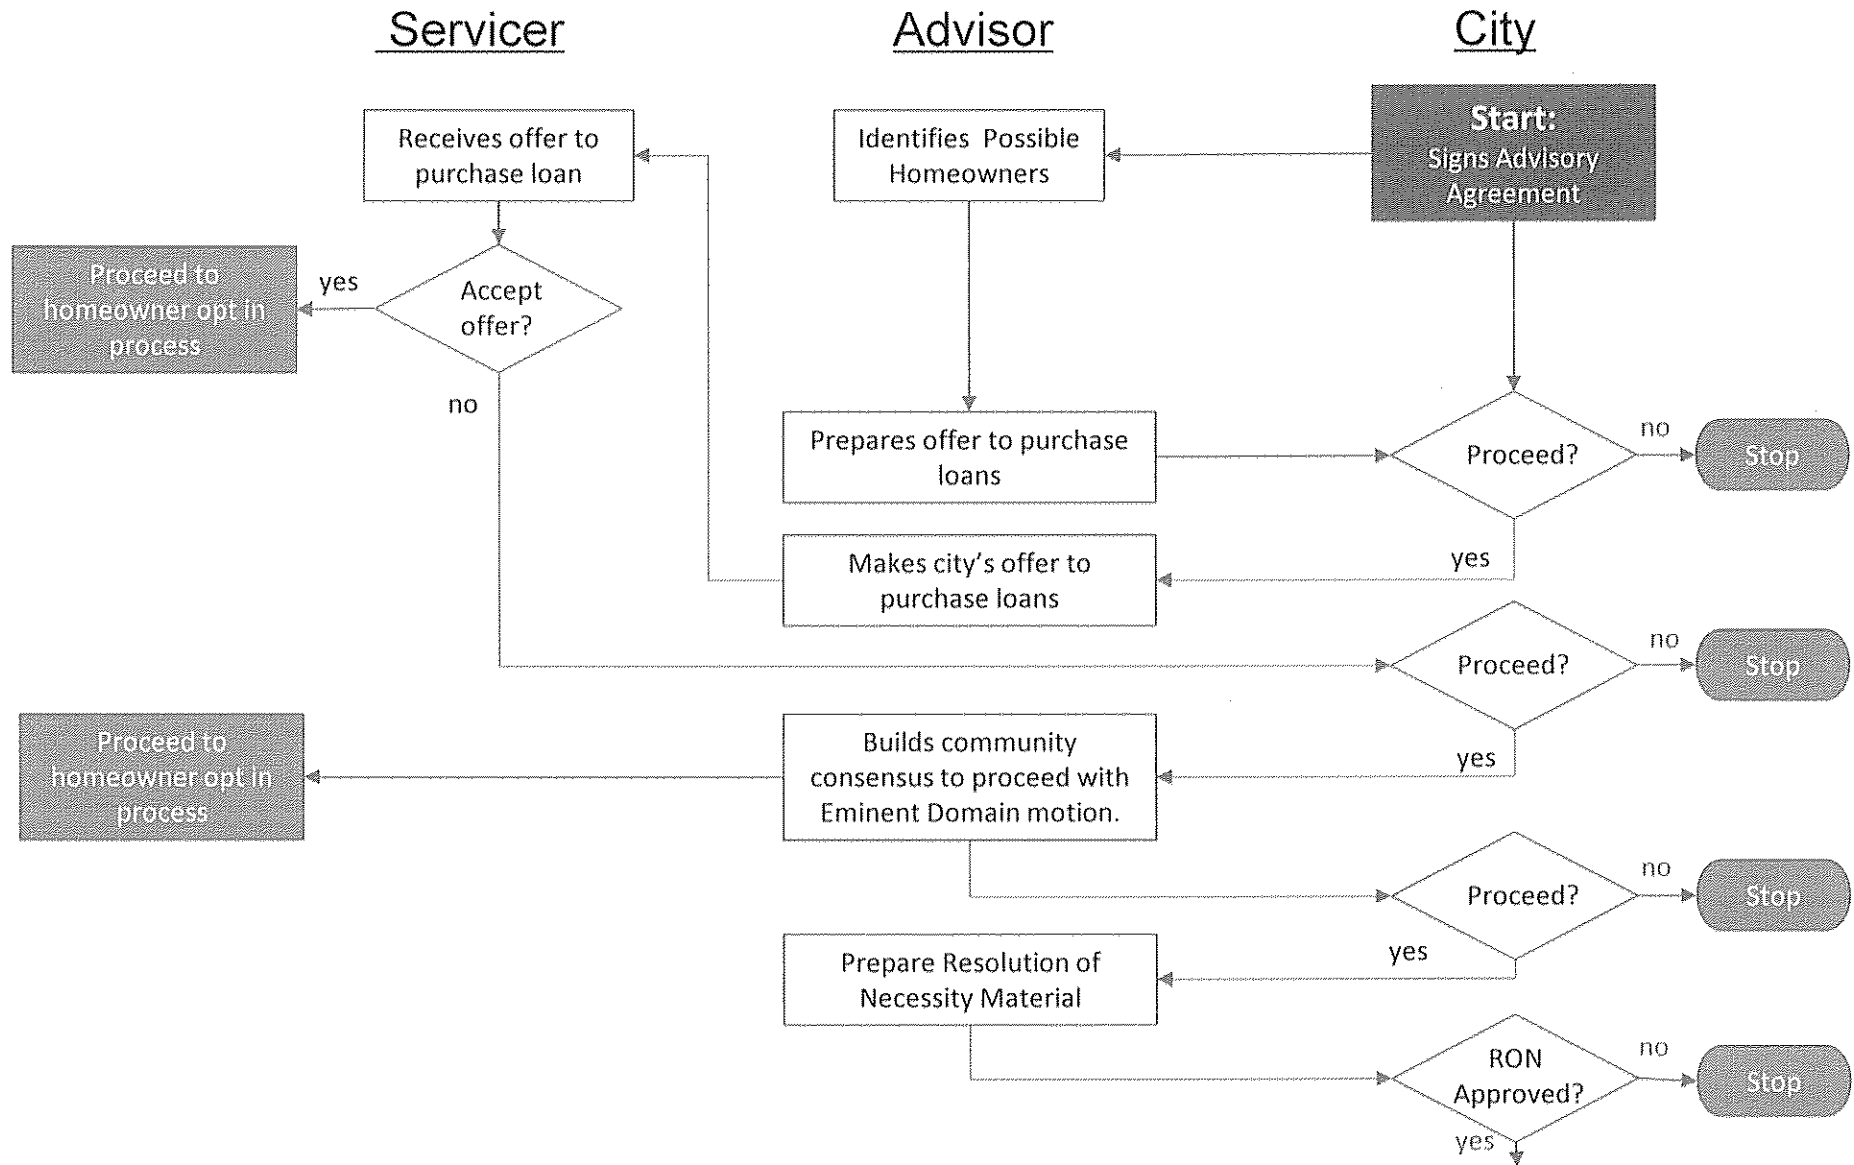 Servicer
Advisor
City
Receives offer to
purchase loan
Identifies Possible
Homeowners
Start:
Signs Advisory
Agreement
Proceed to
homeowner opt in
process
yes
Accept
offer?
no
Prepares offer to purchase
loans
Proceed?
no
Stop
Makes city's offer to
purchase loans
yes
Proceed?
no
Stop
Proceed to
homeowner opt in
process
Builds community
consensus to proceed with
Eminent Domain motion.
yes
Proceed?
no
Stop
Prepare Resolution of
Necessity Material
yes
RON
Approved?
no
Stop
yes